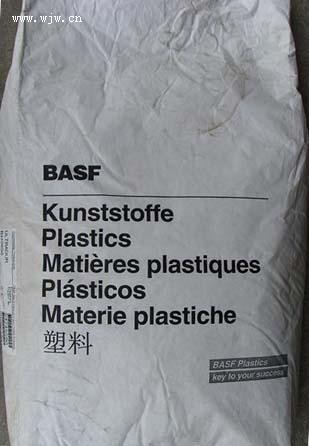 www.wjw.cn
BASF
Kunststoffe
Plastics
Matières plastiques
Plásticos
Materie plastiche
塑料
BASF Plastics
key to your success
ULTRADUR